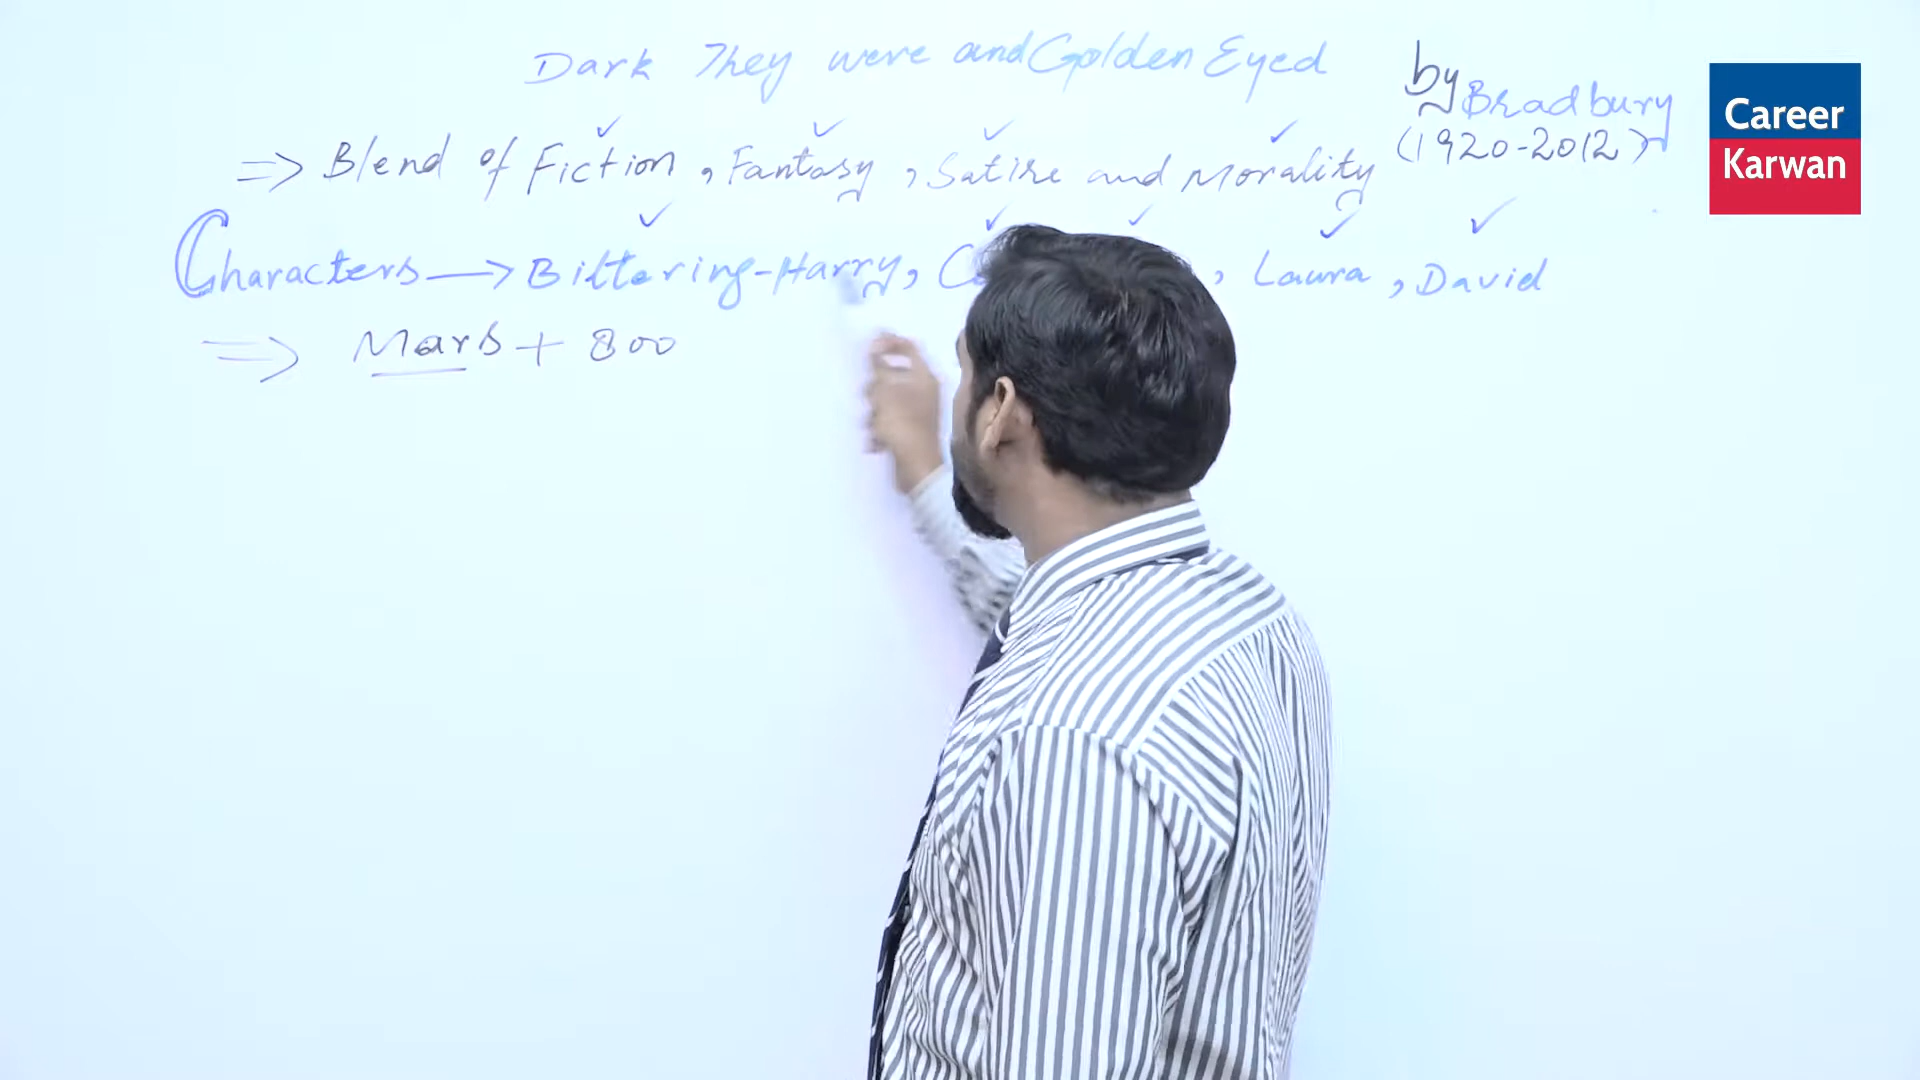 Dark They were and Golden Eyed by Bradbury
(1920-2012)
⇒ Blend of Fiction, Fantasy, Satire and Morality
Characters → Bittering-Harry, , Laura, David
⇒ Mars + 800
Career
Karwan